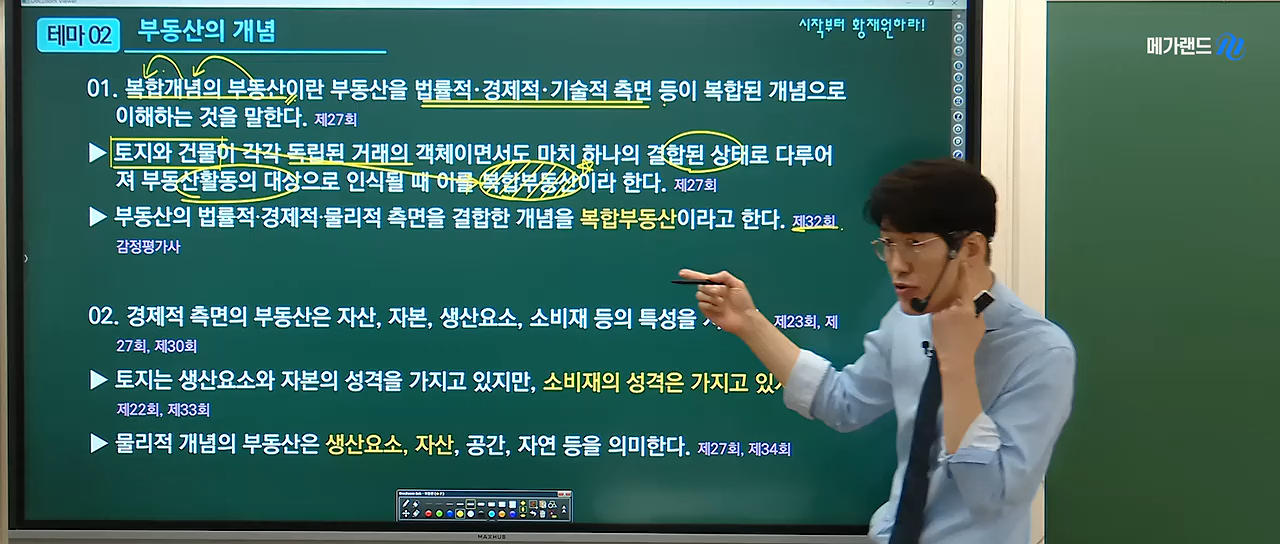 테마 02 부동산의 개념
시작부터 황재원하라!
메가랜드
01. 복합개념의 부동산이란 부동산을 법률적·경제적·기술적 측면 등이 복합된 개념으로
이해하는 것을 말한다. 제27회
▶ 토지와 건물이 각각 독립된 거래의 객체이면서도 마치 하나의 결합된 상태로 다루어
져 부동산활동의 대상으로 인식될 때 이를 복합부동산이라 한다. 제27회
▶ 부동산의 법률적·경제적·물리적 측면을 결합한 개념을 복합부동산이라고 한다. 제32회
감정평가사
02. 경제적 측면의 부동산은 자산, 자본, 생산요소, 소비재 등의 특성을 제23회, 제
27회, 제30회
▶ 토지는 생산요소와 자본의 성격을 가지고 있지만, 소비재의 성격은 가지고
제22회, 제33회
▶ 물리적 개념의 부동산은 생산요소, 자산, 공간, 자연 등을 의미한다. 제27회, 제34회
MAXHUB